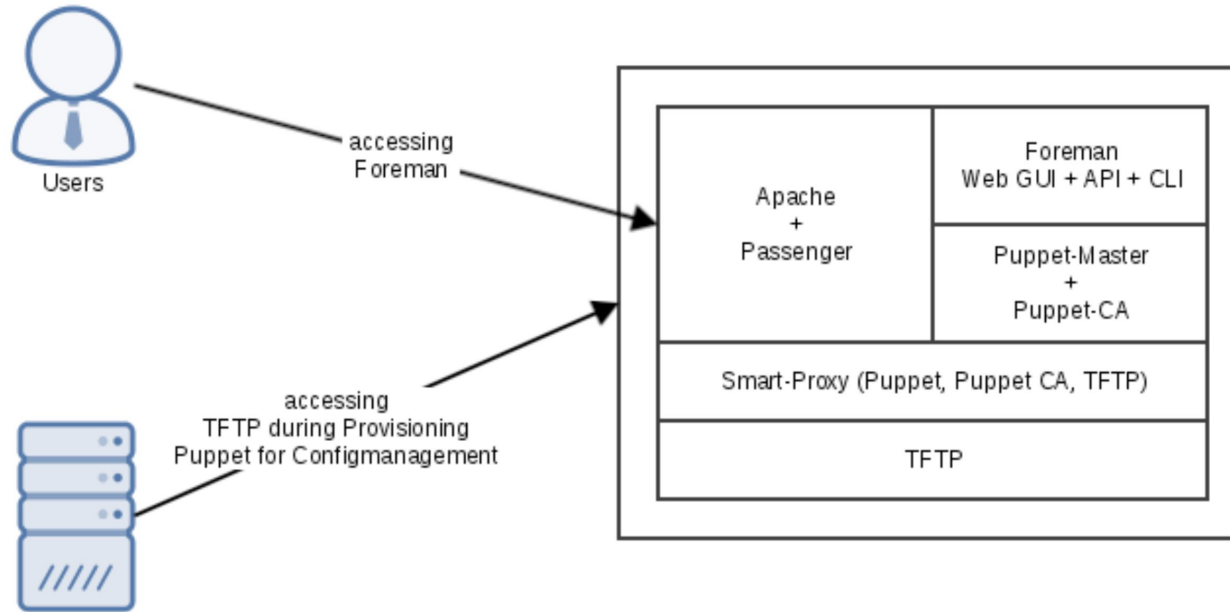 Users
accessing
Foreman
Apache
+
Passenger
Foreman
Web GUI + API + CLI
Puppet-Master
+
Puppet-CA
Smart-Proxy (Puppet, Puppet CA, TFTP)
TFTP
accessing
TFTP during Provisioning
Puppet for Configmanagement